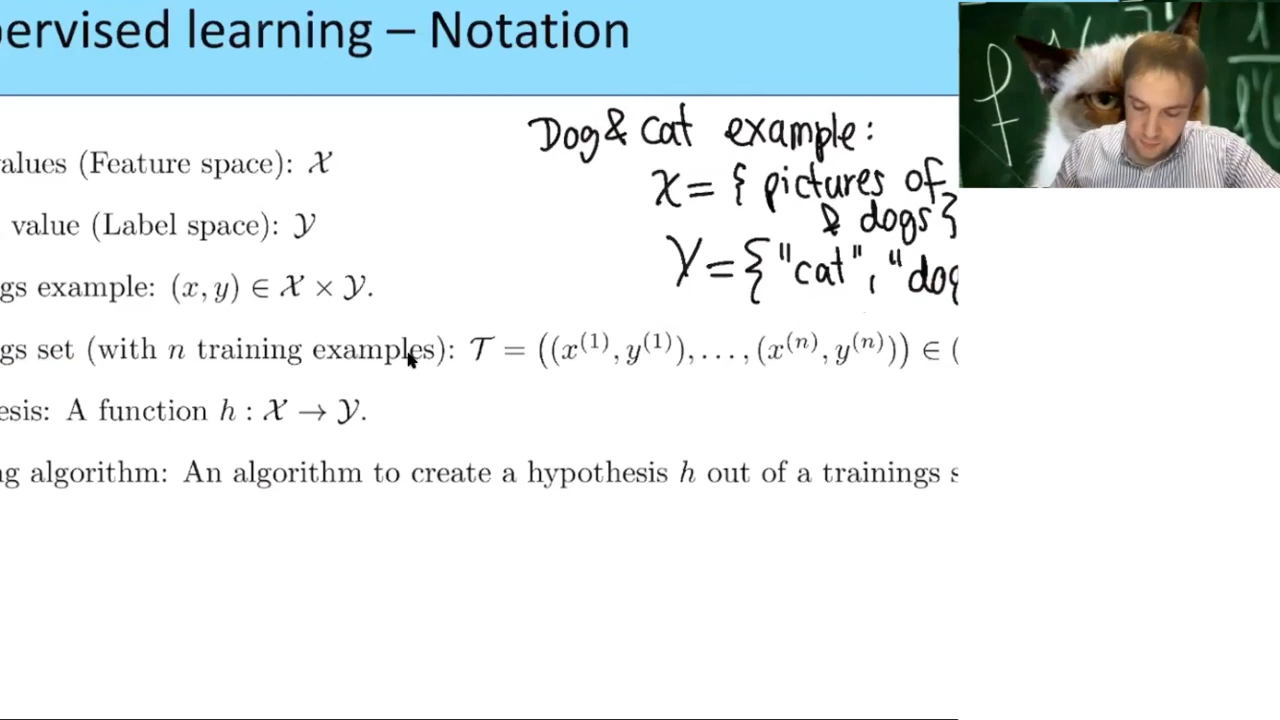 ervised learning – Notation
Dog & Cat example:
alues (Feature space): 𝒳
X = { pictures of
& dogs }
value (Label space): 𝒴
Y = { "cat", "dog
gs example: (x, y) ∈ 𝒳 × 𝒴.
gs set (with n training examples): 𝒯 = ((x⁽¹⁾, y⁽¹⁾), . . . , (x⁽ⁿ⁾, y⁽ⁿ⁾)) ∈ (
esis: A function h : 𝒳 → 𝒴.
g algorithm: An algorithm to create a hypothesis h out of a trainings s